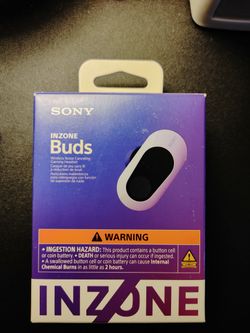 SONY
INZONE
Buds
Wireless Noise Canceling
Gaming Headset
WARNING
• INGESTION HAZARD: This product contains a button cell
or coin battery. • DEATH or serious injury can occur if ingested.
• A swallowed button cell or coin battery can cause Internal
Chemical Burns in as little as 2 hours.
INZONE